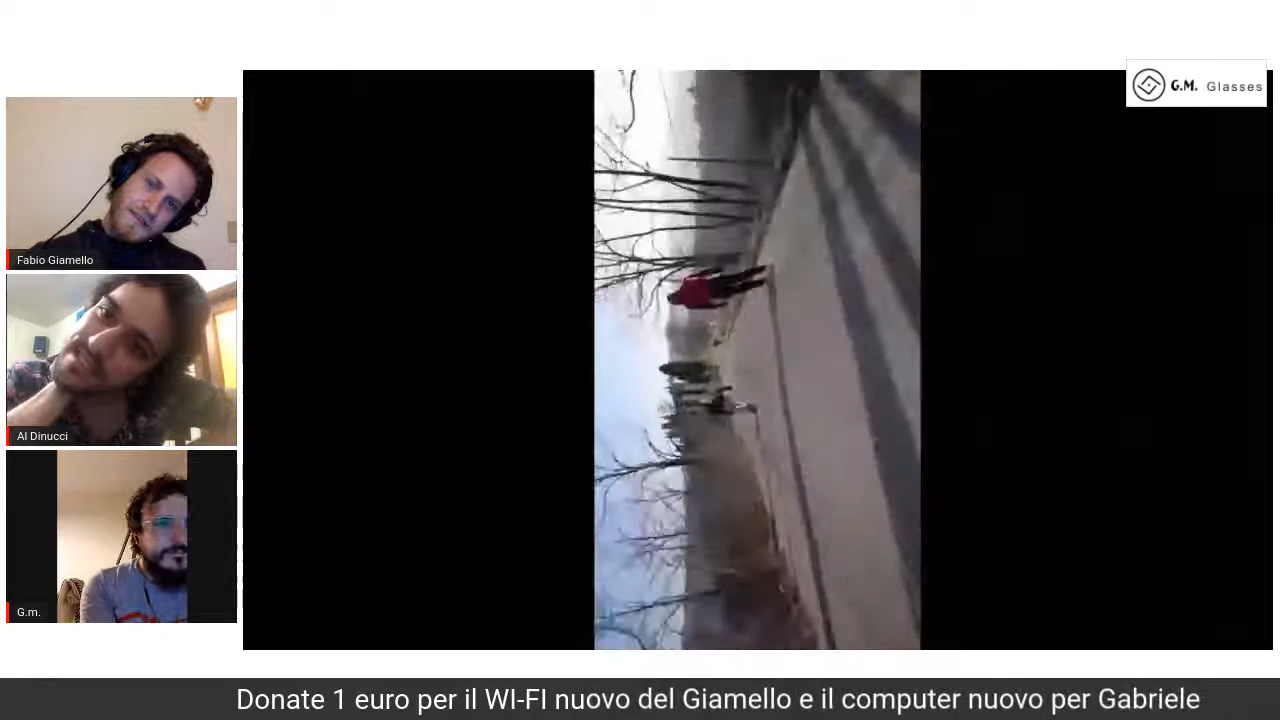 G.M. Glasses
Fabio Giamello
Al Dinucci
G.m.
Donate 1 euro per il WI-FI nuovo del Giamello e il computer nuovo per Gabriele